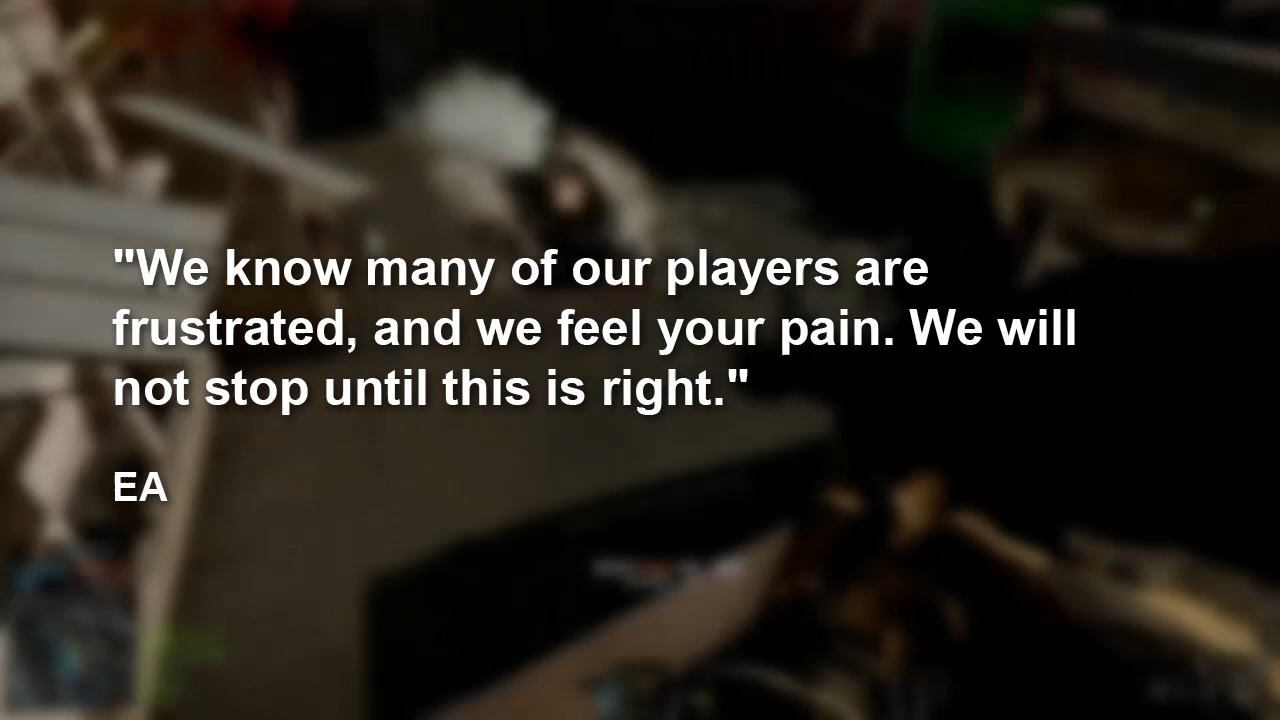 "We know many of our players are
frustrated, and we feel your pain. We will
not stop until this is right."
EA